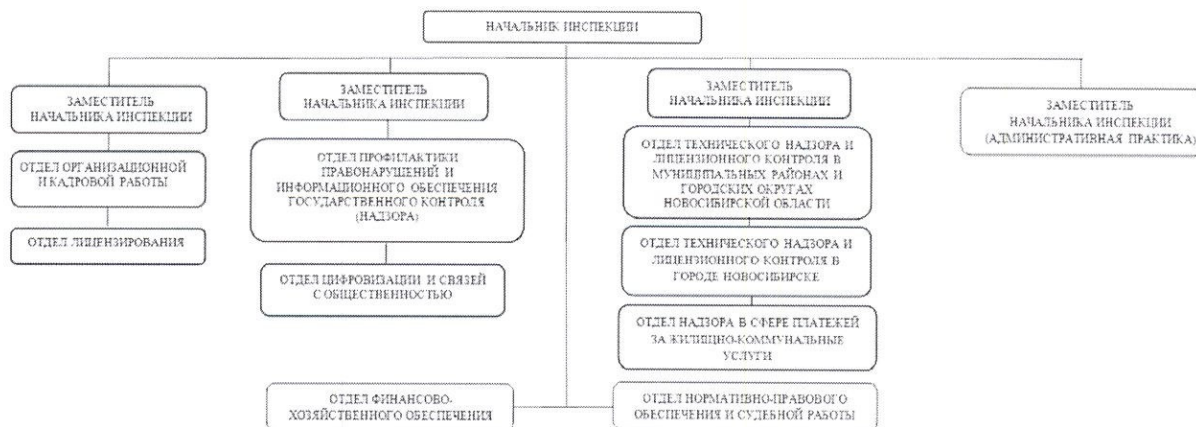 НАЧАЛЬНИК ИНСПЕКЦИИ
ЗАМЕСТИТЕЛЬ
НАЧАЛЬНИКА ИНСПЕКЦИИ
ОТДЕЛ ОРГАНИЗАЦИОННОЙ
И КАДРОВОЙ РАБОТЫ
ОТДЕЛ ЛИЦЕНЗИРОВАНИЯ
ЗАМЕСТИТЕЛЬ
НАЧАЛЬНИКА ИНСПЕКЦИИ
ОТДЕЛ ПРОФИЛАКТИКИ
ПРАВОНАРУШЕНИЙ И
ИНФОРМАЦИОННОГО ОБЕСПЕЧЕНИЯ
ГОСУДАРСТВЕННОГО КОНТРОЛЯ
(НАДЗОРА)
ОТДЕЛ ЦИФРОВИЗАЦИИ И СВЯЗЕЙ
С ОБЩЕСТВЕННОСТЬЮ
ЗАМЕСТИТЕЛЬ
НАЧАЛЬНИКА ИНСПЕКЦИИ
ОТДЕЛ ТЕХНИЧЕСКОГО НАДЗОРА И
ЛИЦЕНЗИОННОГО КОНТРОЛЯ В
МУНИЦИПАЛЬНЫХ РАЙОНАХ И
ГОРОДСКИХ ОКРУГАХ
НОВОСИБИРСКОЙ ОБЛАСТИ
ОТДЕЛ ТЕХНИЧЕСКОГО НАДЗОРА И
ЛИЦЕНЗИОННОГО КОНТРОЛЯ В
ГОРОДЕ НОВОСИБИРСКЕ
ОТДЕЛ НАДЗОРА В СФЕРЕ ПЛАТЕЖЕЙ
ЗА ЖИЛИЩНО-КОММУНАЛЬНЫЕ
УСЛУГИ
ЗАМЕСТИТЕЛЬ
НАЧАЛЬНИКА ИНСПЕКЦИИ
(АДМИНИСТРАТИВНАЯ ПРАКТИКА)
ОТДЕЛ ФИНАНСОВО-
ХОЗЯЙСТВЕННОГО ОБЕСПЕЧЕНИЯ
ОТДЕЛ НОРМАТИВНО-ПРАВОВОГО
ОБЕСПЕЧЕНИЯ И СУДЕБНОЙ РАБОТЫ